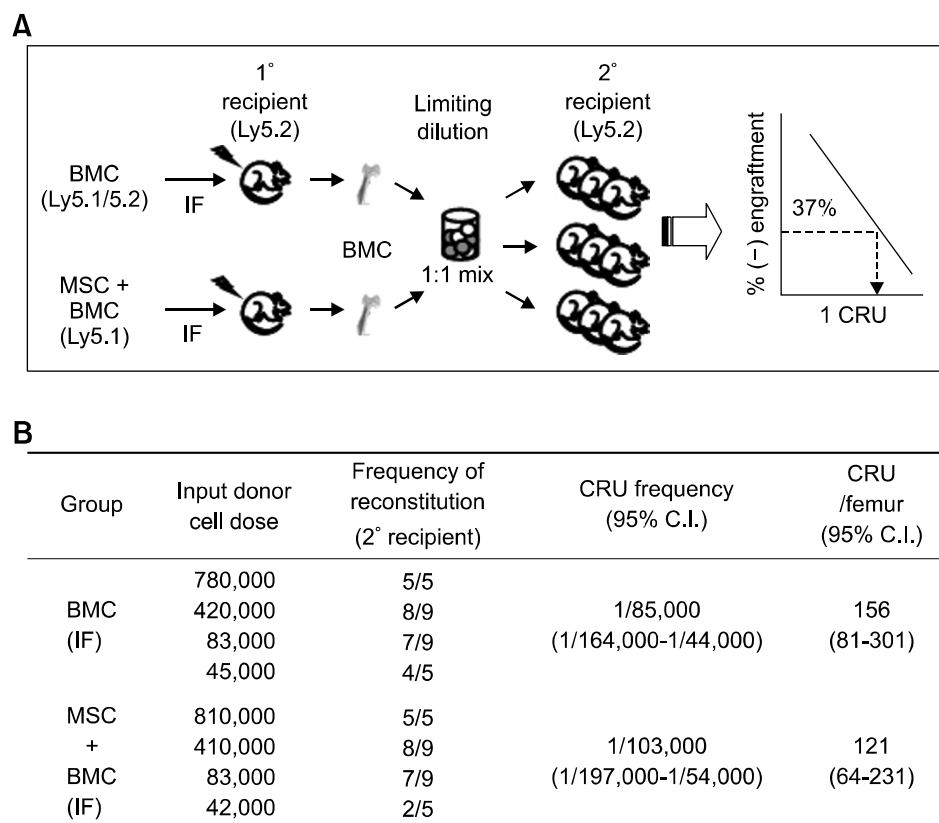 A
1° recipient (Ly5.2)
Limiting dilution
2° recipient (Ly5.2)
BMC (Ly5.1/5.2)
IF
BMC
1:1 mix
MSC + BMC (Ly5.1)
IF
% (−) engraftment
37%
1 CRU
B
Group
Input donor cell dose
Frequency of reconstitution (2° recipient)
CRU frequency (95% C.I.)
CRU /femur (95% C.I.)
780,000 5/5
BMC 420,000 8/9 1/85,000 156
(IF) 83,000 7/9 (1/164,000-1/44,000) (81-301)
45,000 4/5
MSC 810,000 5/5
+ 410,000 8/9 1/103,000 121
BMC 83,000 7/9 (1/197,000-1/54,000) (64-231)
(IF) 42,000 2/5